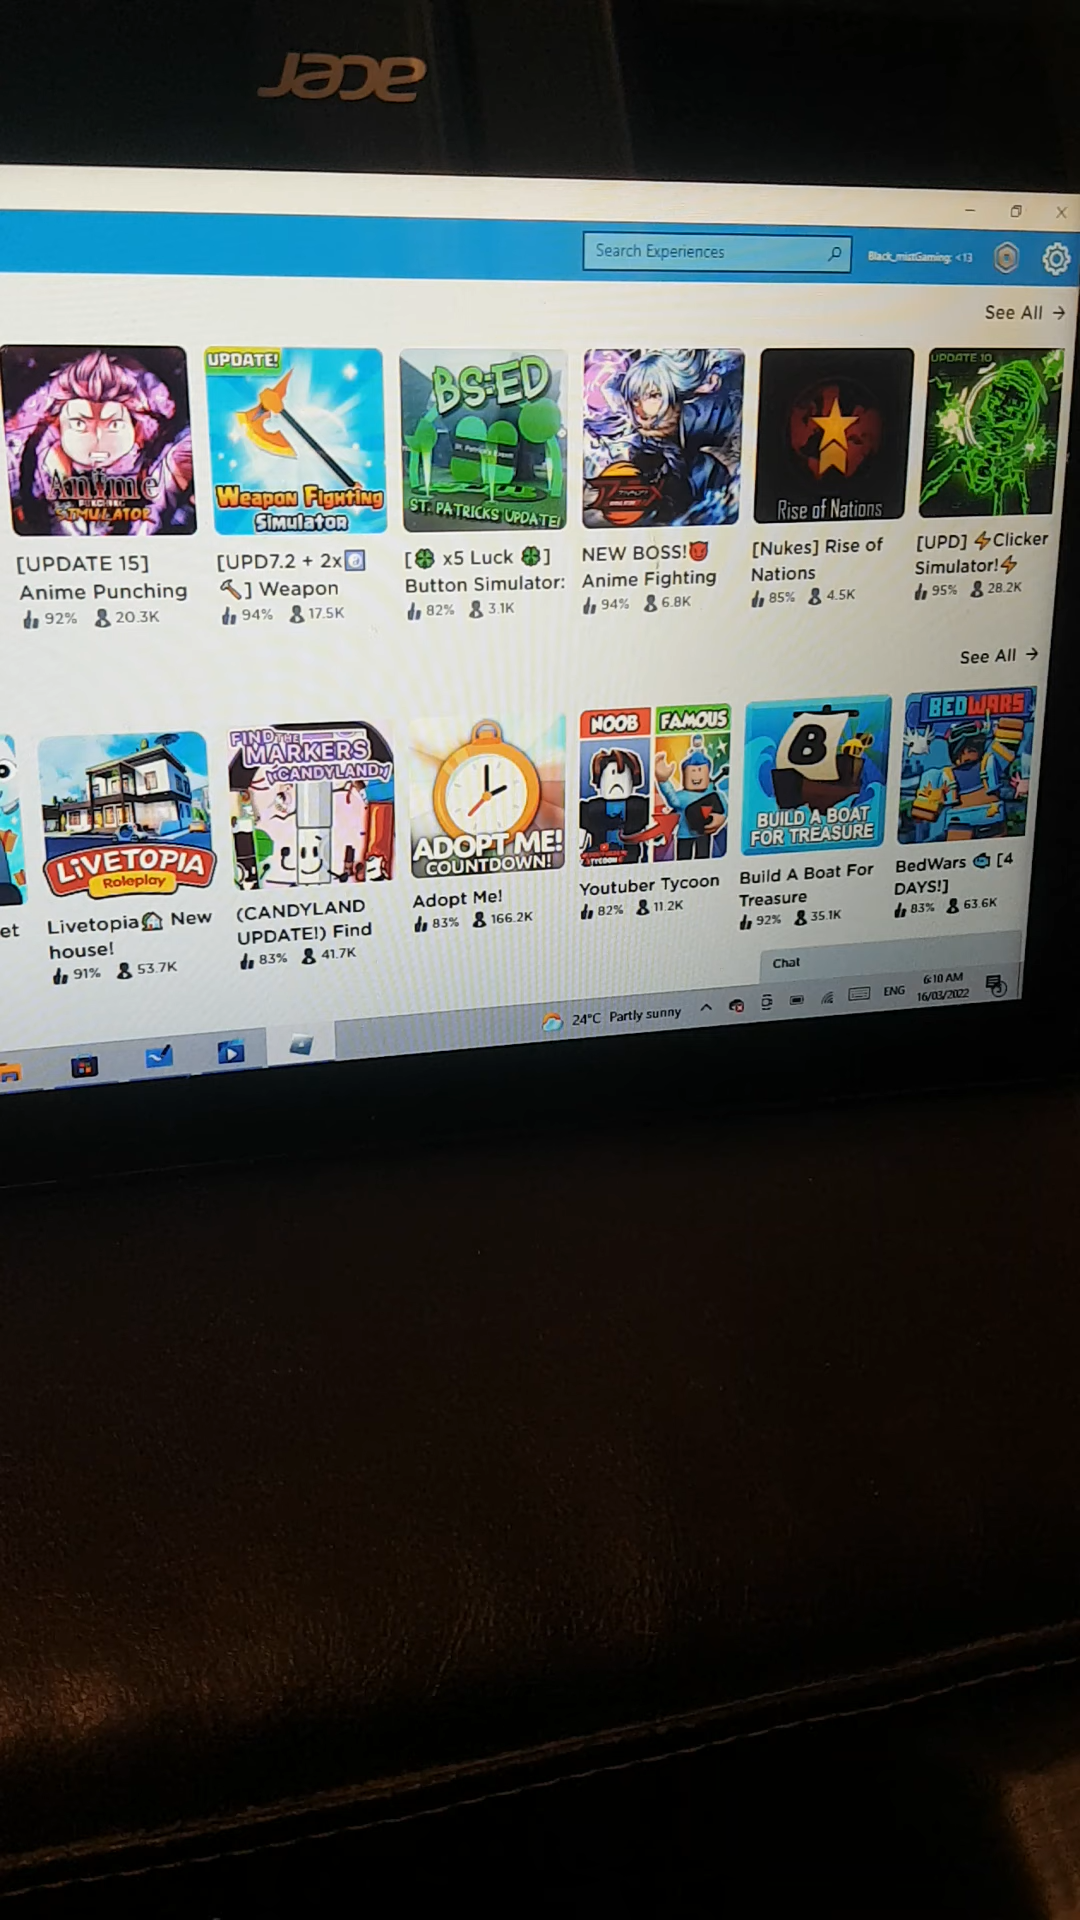 acer
Search Experiences
Black_mistGaming: <13
See All →
UPDATE!
Weapon Fighting
Simulator
BS:ED
ST. PATRICKS UPDATE!
Rise of Nations
UPDATE 10
Anime
SIMULATOR
[UPDATE 15]
Anime Punching
92% 20.3K
[UPD7.2 + 2x
] Weapon
94% 17.5K
[🍀 x5 Luck 🍀]
Button Simulator:
82% 3.1K
NEW BOSS!😈
Anime Fighting
94% 6.8K
[Nukes] Rise of
Nations
85% 4.5K
[UPD] ⚡Clicker
Simulator!⚡
95% 28.2K
See All →
et
LIVETOPIA
Roleplay
Livetopia🏠 New
house!
91% 53.7K
FIND THE
MARKERS
(CANDYLAND)
(CANDYLAND
UPDATE!) Find
83% 41.7K
ADOPT ME!
COUNTDOWN!
Adopt Me!
83% 166.2K
NOOB FAMOUS
TYCOON
Youtuber Tycoon
82% 11.2K
B
BUILD A BOAT
FOR TREASURE
Build A Boat For
Treasure
92% 35.1K
BEDWARS
BedWars 🐟 [4
DAYS!]
83% 63.6K
Chat
24°C Partly sunny
ENG
6:10 AM
16/03/2022
3